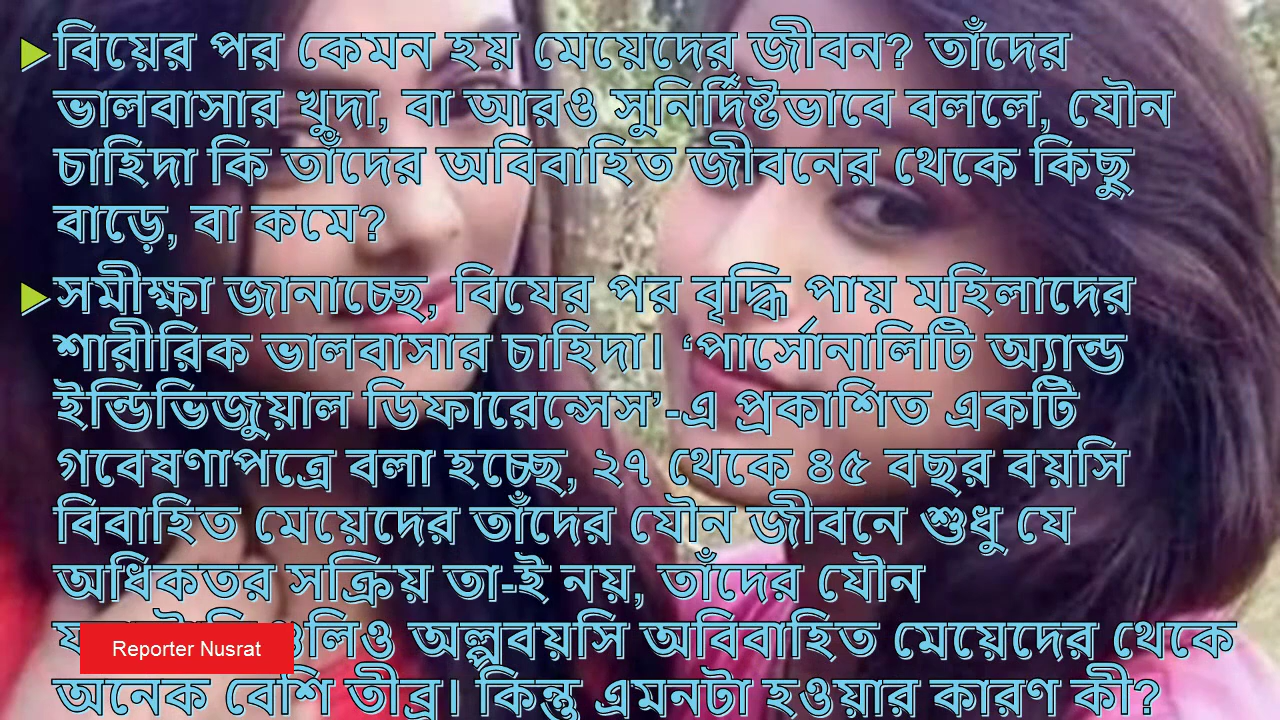 বিয়ের পর কেমন হয় মেয়েদের জীবন? তাঁদের
ভালবাসার খুদা, বা আরও সুনির্দিষ্টভাবে বললে, যৌন
চাহিদা কি তাঁদের অবিবাহিত জীবনের থেকে কিছু
বাড়ে, বা কমে?
সমীক্ষা জানাচ্ছে, বিযের পর বৃদ্ধি পায় মহিলাদের
শারীরিক ভালবাসার চাহিদা। ‘পার্সোনালিটি অ্যান্ড
ইন্ডিভিজুয়াল ডিফারেন্সেস’-এ প্রকাশিত একটি
গবেষণাপত্রে বলা হচ্ছে, ২৭ থেকে ৪৫ বছর বয়সি
বিবাহিত মেয়েদের তাঁদের যৌন জীবনে শুধু যে
অধিকতর সক্রিয় তা-ই নয়, তাঁদের যৌন
অল্পবয়সি অবিবাহিত মেয়েদের থেকে
অনেক বেশি তীব্র। কিন্তু এমনটা হওয়ার কারণ কী?
Reporter Nusrat